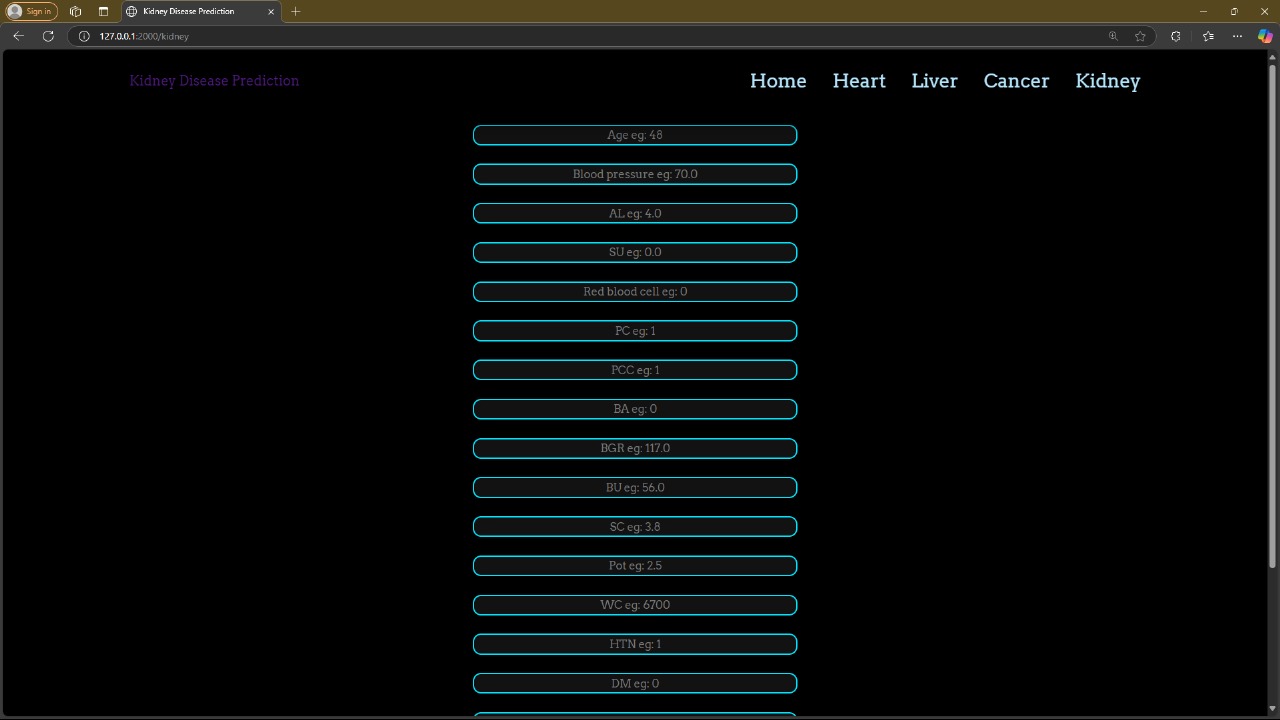 Sign in
Kidney Disease Prediction
127.0.0.1:2000/kidney
Kidney Disease Prediction
Home Heart Liver Cancer Kidney
Age eg: 48
Blood pressure eg: 70.0
AL eg: 4.0
SU eg: 0.0
Red blood cell eg: 0
PC eg: 1
PCC eg: 1
BA eg: 0
BGR eg: 117.0
BU eg: 56.0
SC eg: 3.8
Pot eg: 2.5
WC eg: 6700
HTN eg: 1
DM eg: 0